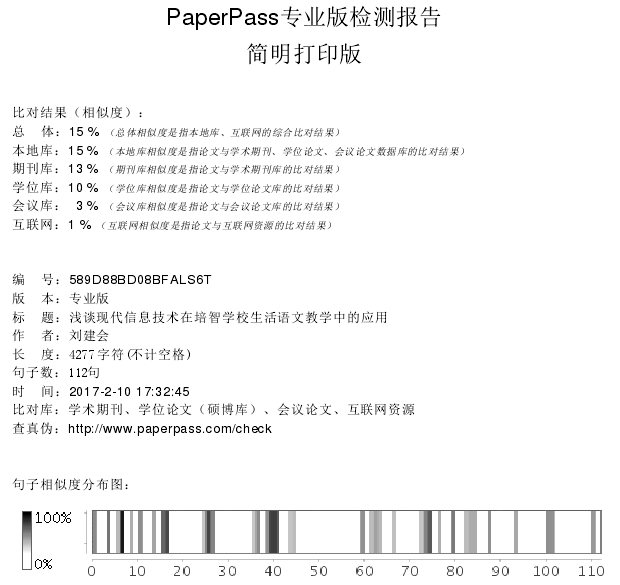 PaperPass专业版检测报告
简明打印版
比对结果（相似度）：
总　体：15％（总体相似度是指本地库、互联网的综合比对结果）
本地库：15％（本地库相似度是指论文与学术期刊、学位论文、会议论文数据库的比对结果）
期刊库：13％（期刊库相似度是指论文与学术期刊库的比对结果）
学位库：10％（学位库相似度是指论文与学位论文库的比对结果）
会议库：3％（会议库相似度是指论文与会议论文库的比对结果）
互联网：1％（互联网相似度是指论文与互联网资源的比对结果）
编　号：589D88BD08BFALS6T
版　本：专业版
标　题：浅谈现代信息技术在培智学校生活语文教学中的应用
作　者：刘建会
长　度：4277字符(不计空格)
句子数：112句
时　间：2017-2-10 17:32:45
比对库：学术期刊、学位论文（硕博库）、会议论文、互联网资源
查真伪：http://www.paperpass.com/check
句子相似度分布图：
100%
0%
0 10 20 30 40 50 60 70 80 90 100 110